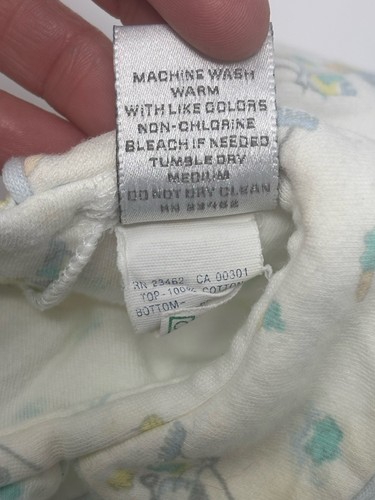 MACHINE WASH
WARM
WITH LIKE COLORS
NON-CHLORINE
BLEACH IF NEEDED
TUMBLE DRY
MEDIUM
DO NOT DRY CLEAN
RN 23462
RN 23462 CA 00301
TOP-100% COTTON
BOTTOM-